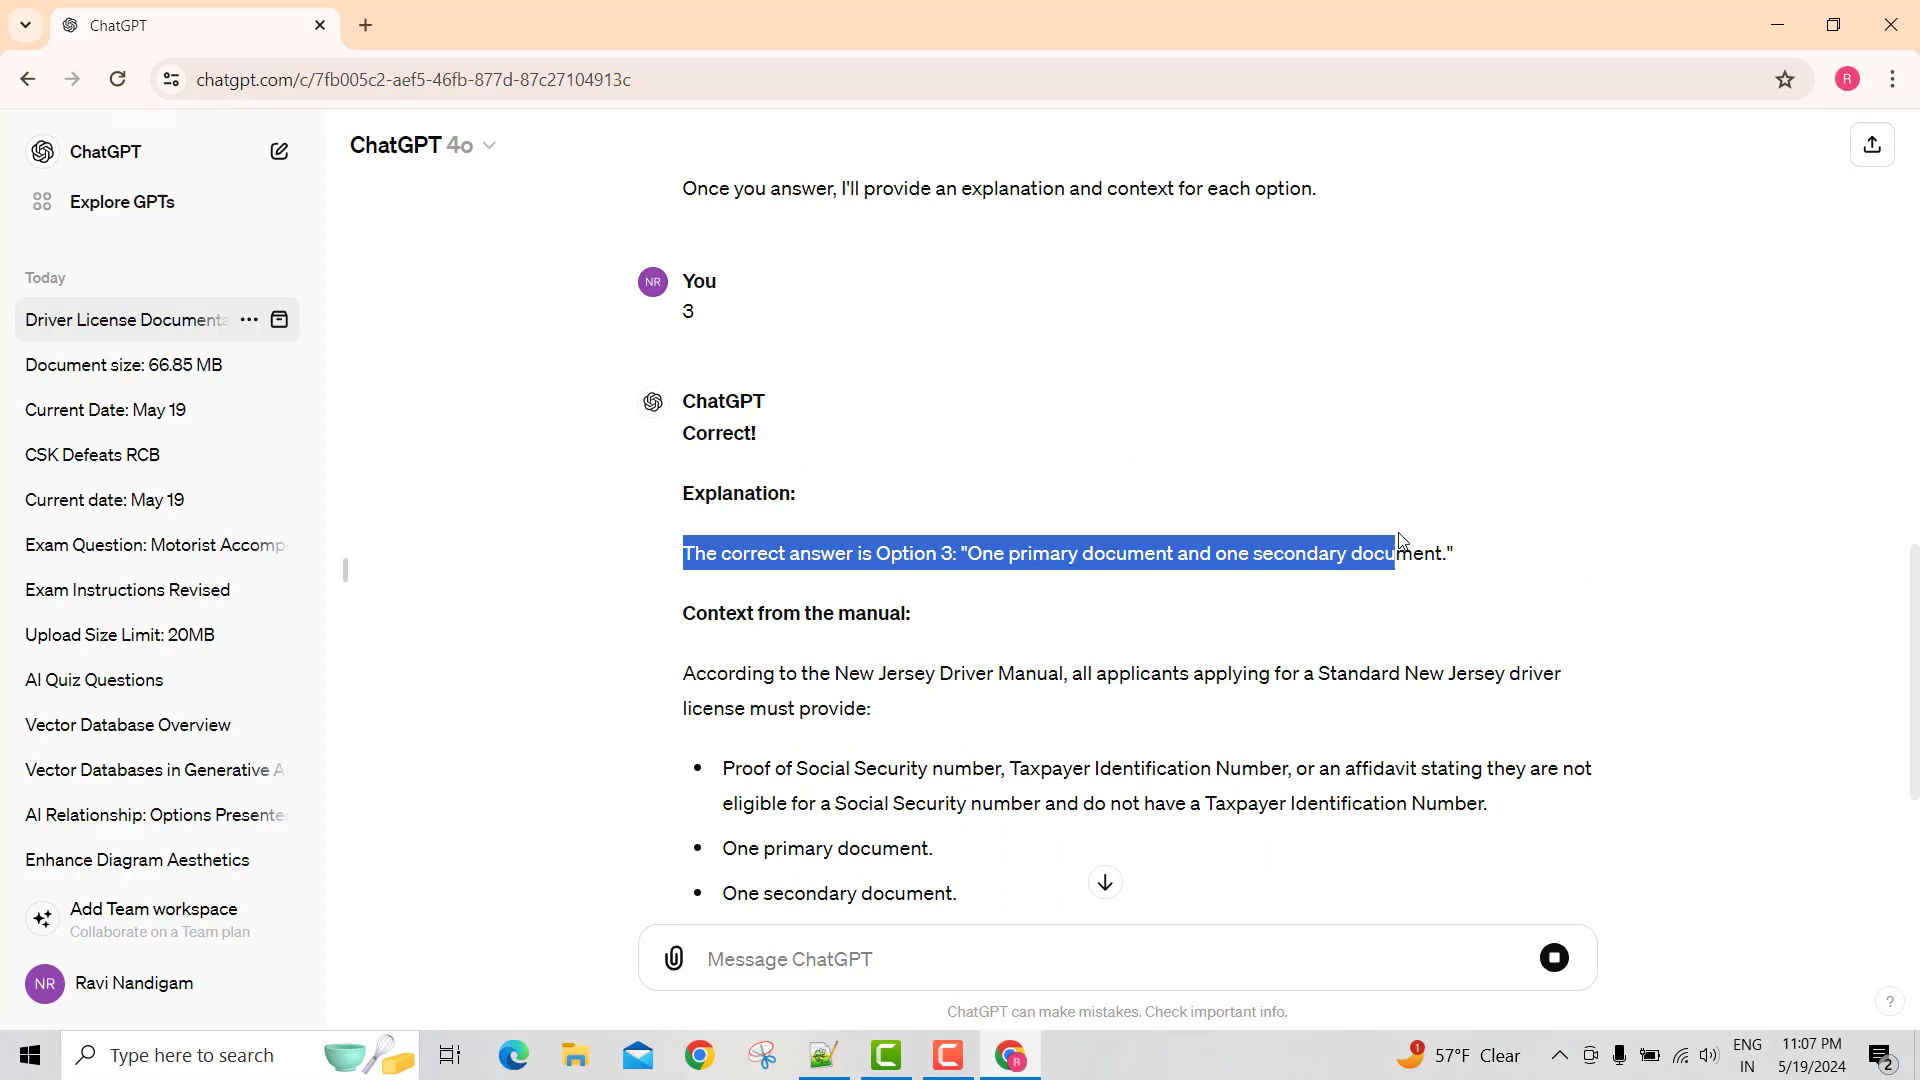 ChatGPT
chatgpt.com/c/7fb005c2-aef5-46fb-877d-87c27104913c
R
ChatGPT
Explore GPTs
Today
Driver License Documenta
Document size: 66.85 MB
Current Date: May 19
CSK Defeats RCB
Current date: May 19
Exam Question: Motorist Accomp
Exam Instructions Revised
Upload Size Limit: 20MB
AI Quiz Questions
Vector Database Overview
Vector Databases in Generative A
AI Relationship: Options Presente
Enhance Diagram Aesthetics
Add Team workspace
Collaborate on a Team plan
NR Ravi Nandigam
ChatGPT 4o
Once you answer, I'll provide an explanation and context for each option.
NR You
3
ChatGPT
Correct!
Explanation:
The correct answer is Option 3: "One primary document and one secondary document."
Context from the manual:
According to the New Jersey Driver Manual, all applicants applying for a Standard New Jersey driver
license must provide:
• Proof of Social Security number, Taxpayer Identification Number, or an affidavit stating they are not
eligible for a Social Security number and do not have a Taxpayer Identification Number.
• One primary document.
• One secondary document.
Message ChatGPT
ChatGPT can make mistakes. Check important info.
?
Type here to search
R
1
57°F Clear
ENG
IN
11:07 PM
5/19/2024
2